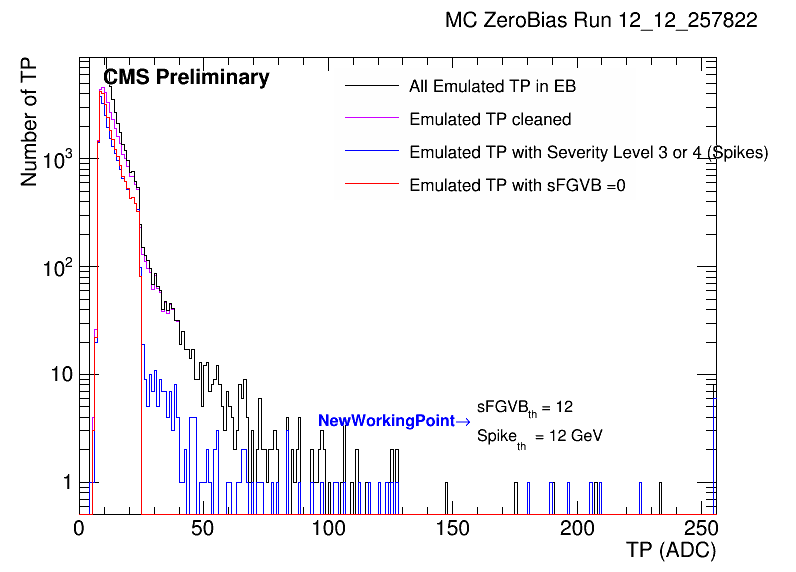 MC ZeroBias Run 12_12_257822
CMS Preliminary
Number of TP
All Emulated TP in EB
Emulated TP cleaned
Emulated TP with Severity Level 3 or 4 (Spikes)
Emulated TP with sFGVB =0
10³
10²
10
1
NewWorkingPoint→
sFGVBth = 12
Spiketh = 12 GeV
0 50 100 150 200 250
TP (ADC)